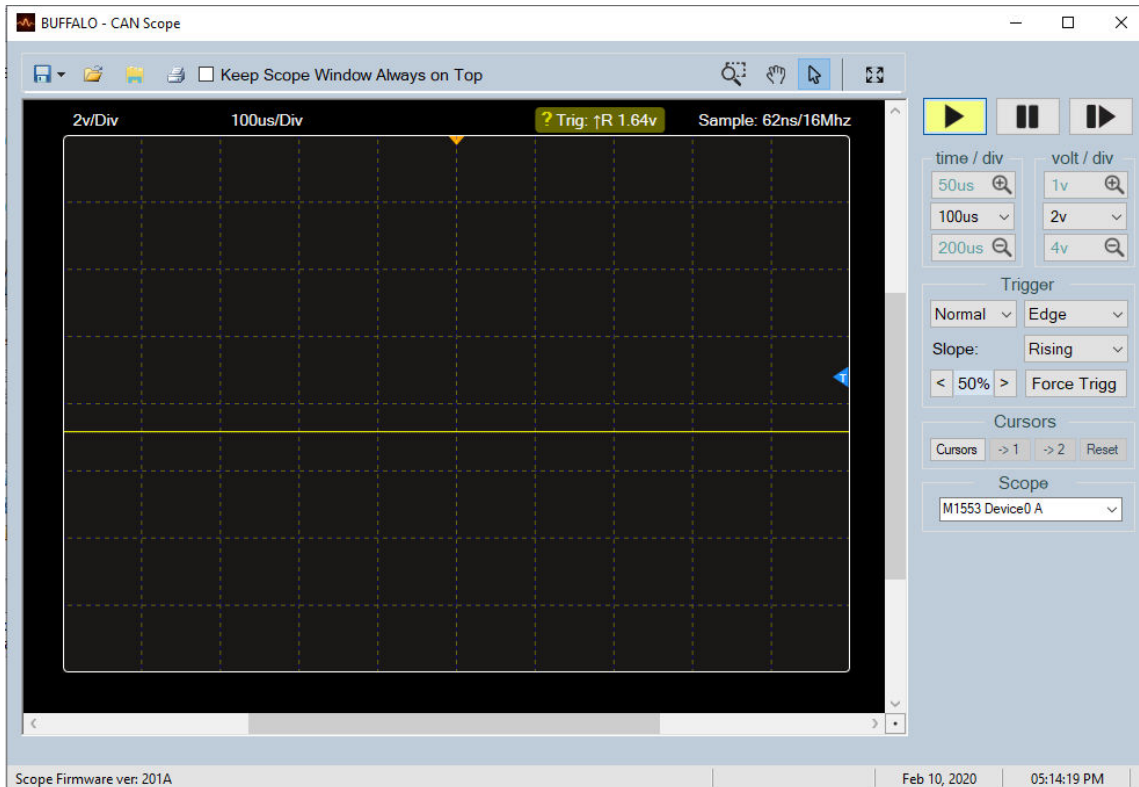 BUFFALO - CAN Scope
Keep Scope Window Always on Top
2v/Div 100us/Div ? Trig: ↑R 1.64v Sample: 62ns/16Mhz
T
time / div volt / div
50us 1v
100us 2v
200us 4v
Trigger
Normal Edge
Slope: Rising
< 50% > Force Trigg
Cursors
Cursors -> 1 -> 2 Reset
Scope
M1553 Device0 A
Scope Firmware ver: 201A Feb 10, 2020 05:14:19 PM